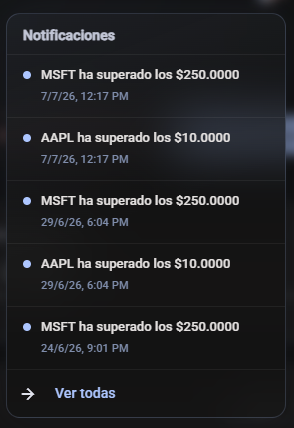 Notificaciones
MSFT ha superado los $250.0000
7/7/26, 12:17 PM
AAPL ha superado los $10.0000
7/7/26, 12:17 PM
MSFT ha superado los $250.0000
29/6/26, 6:04 PM
AAPL ha superado los $10.0000
29/6/26, 6:04 PM
MSFT ha superado los $250.0000
24/6/26, 9:01 PM
Ver todas